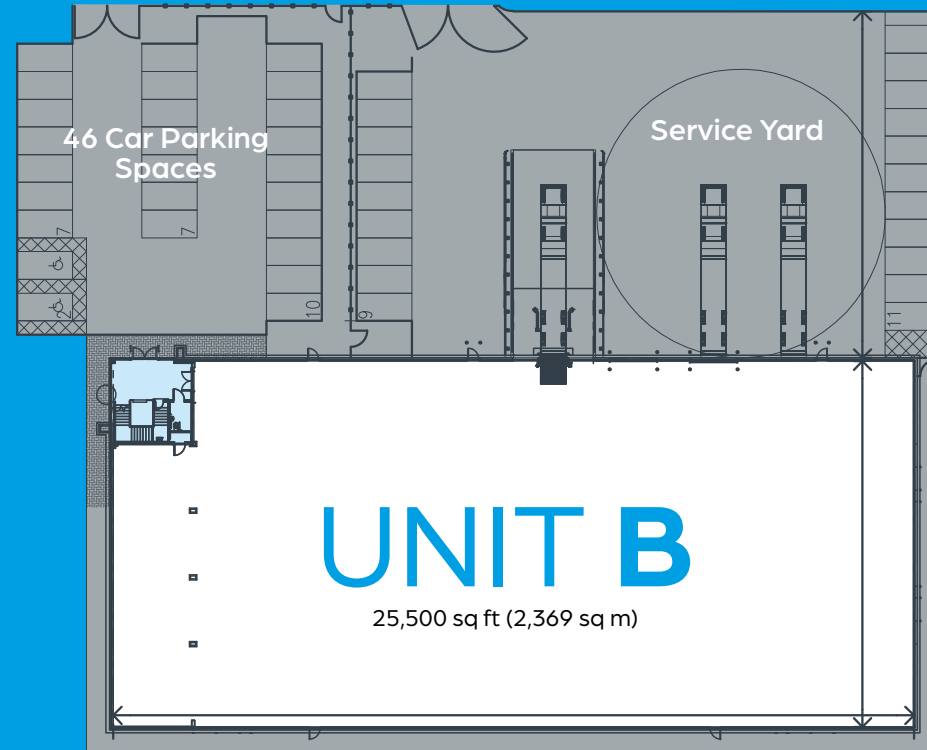 46 Car Parking
Spaces
Service Yard
7
7
2
10
9
11
UNIT B
25,500 sq ft (2,369 sq m)